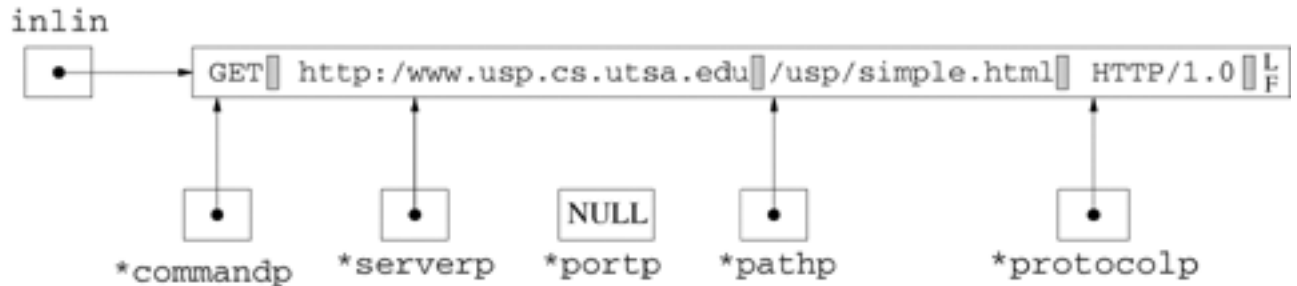 inlin
GET http:/www.usp.cs.utsa.edu /usp/simple.html HTTP/1.0 LF
NULL
*commandp *serverp *portp *pathp *protocolp